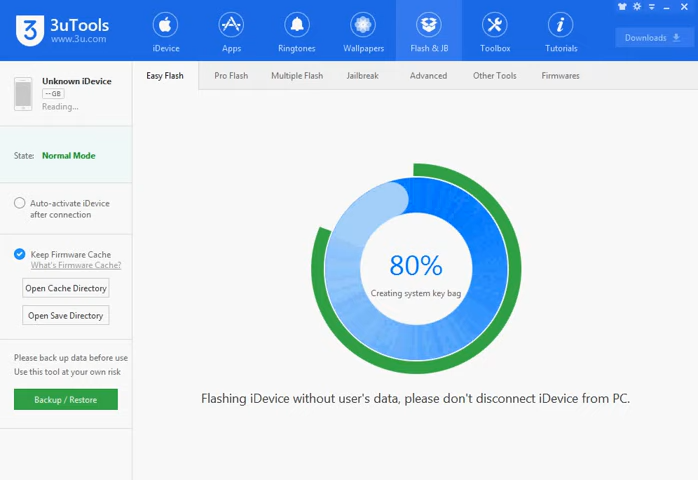 3
3uTools
www.3u.com
iDevice
Apps
Ringtones
Wallpapers
Flash & JB
Toolbox
Tutorials
Downloads
Easy Flash
Pro Flash
Multiple Flash
Jailbreak
Advanced
Other Tools
Firmwares
Unknown iDevice
-- GB
Reading...
State: Normal Mode
Auto-activate iDevice
after connection
Keep Firmware Cache
What's Firmware Cache?
Open Cache Directory
Open Save Directory
Please back up data before use
Use this tool at your own risk
Backup / Restore
80%
Creating system key bag
Flashing iDevice without user's data, please don't disconnect iDevice from PC.